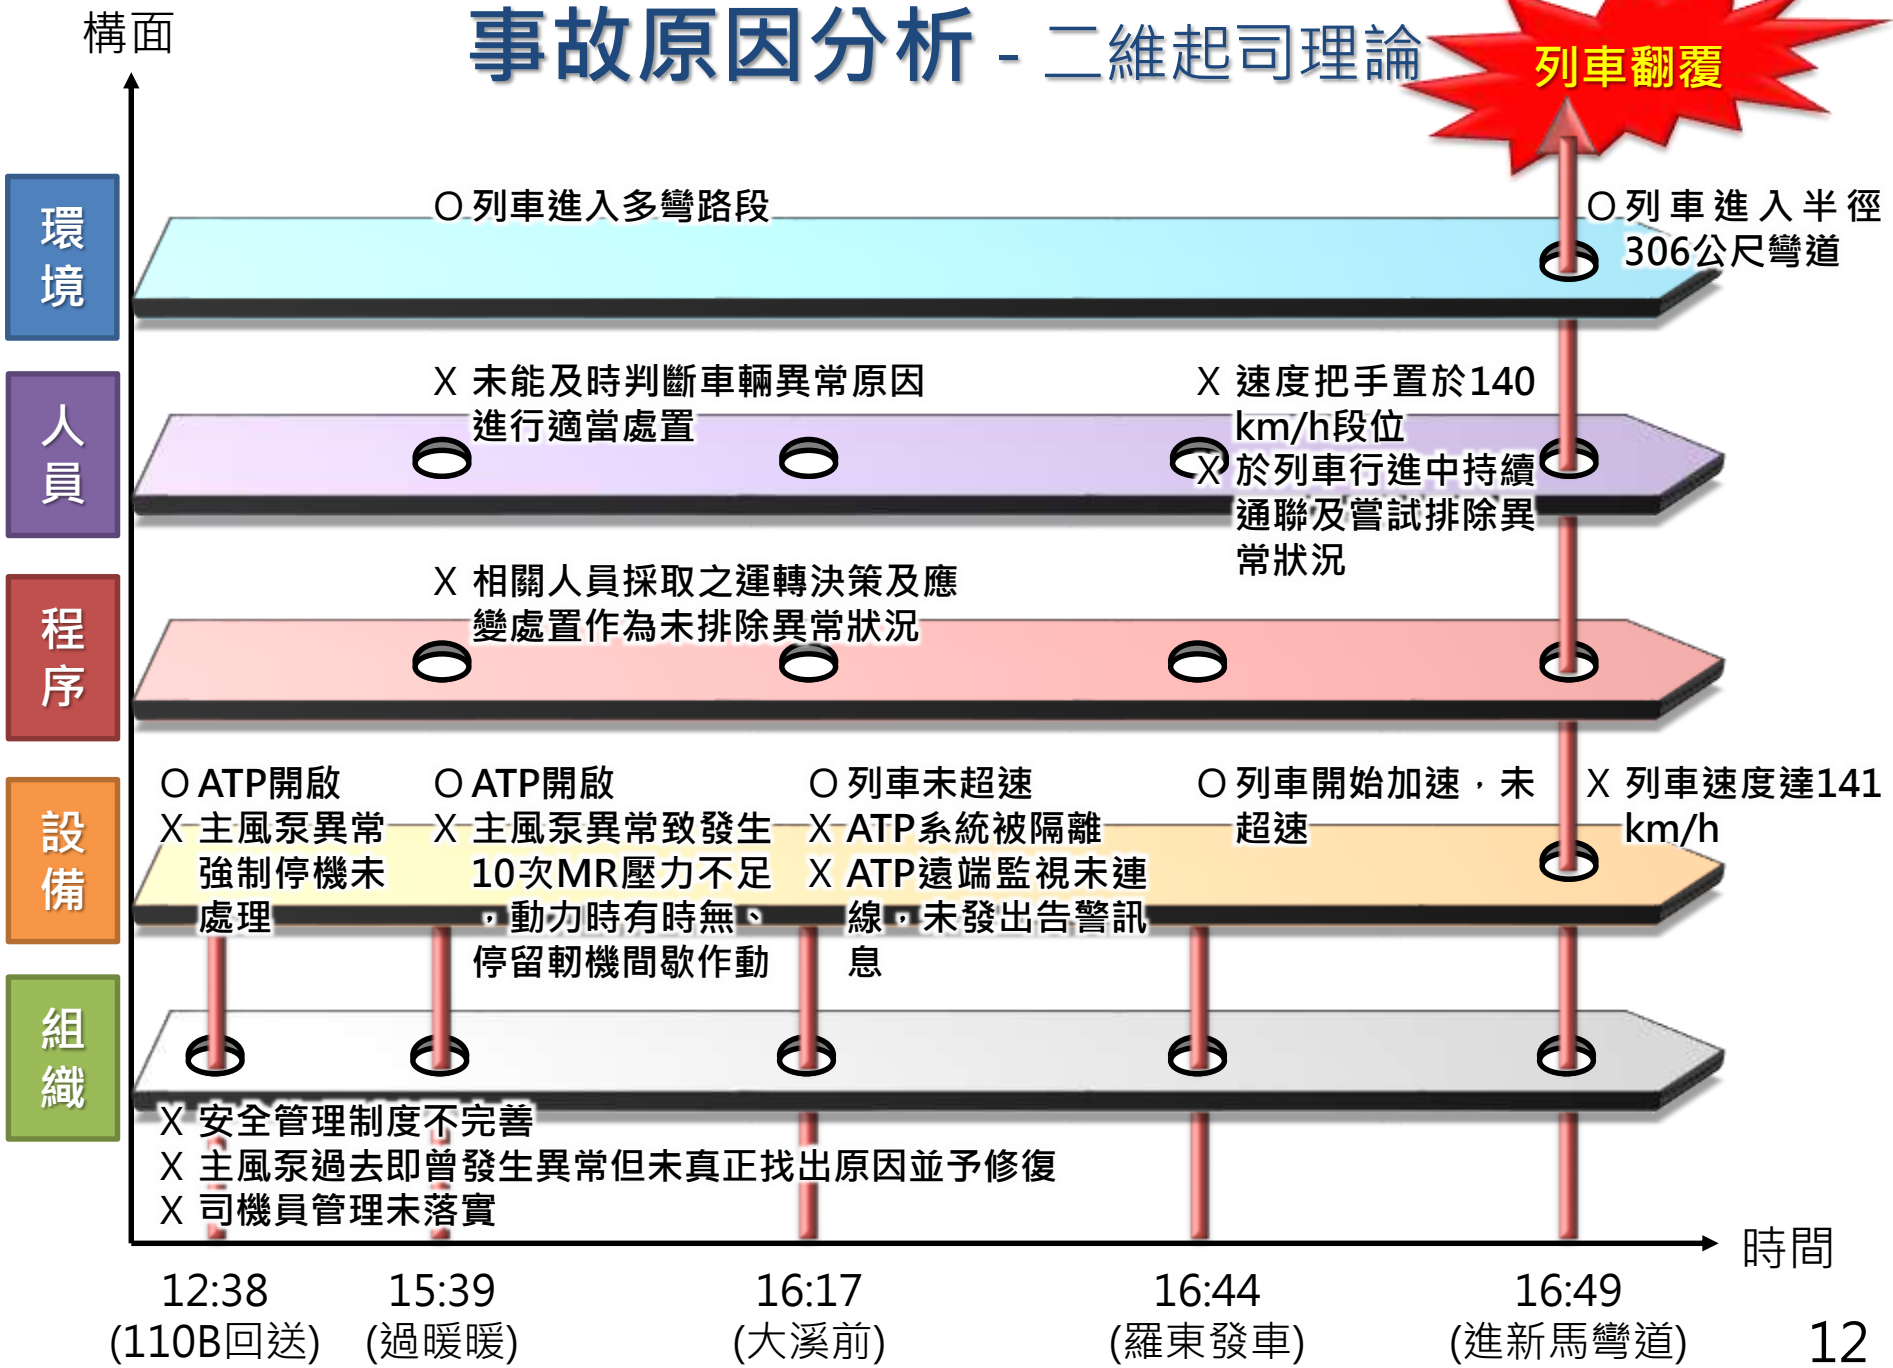 構面
事故原因分析 - 二維起司理論
列車翻覆
環
境
O 列車進入多彎路段
O 列車進入半徑
306公尺彎道
人
員
X 未能及時判斷車輛異常原因
進行適當處置
X 速度把手置於140
km/h段位
X 於列車行進中持續
通聯及嘗試排除異
常狀況
程
序
X 相關人員採取之運轉決策及應
變處置作為未排除異常狀況
設
備
O ATP開啟
X 主風泵異常
強制停機未
處理
O ATP開啟
X 主風泵異常致發生
10次MR壓力不足
，動力時有時無、
停留軔機間歇作動
O 列車未超速
X ATP系統被隔離
X ATP遠端監視未連
線，未發出告警訊
息
O 列車開始加速，未
超速
X 列車速度達141
km/h
組
織
X 安全管理制度不完善
X 主風泵過去即曾發生異常但未真正找出原因並予修復
X 司機員管理未落實
時間
12:38
(110B回送)
15:39
(過暖暖)
16:17
(大溪前)
16:44
(羅東發車)
16:49
(進新馬彎道)
12